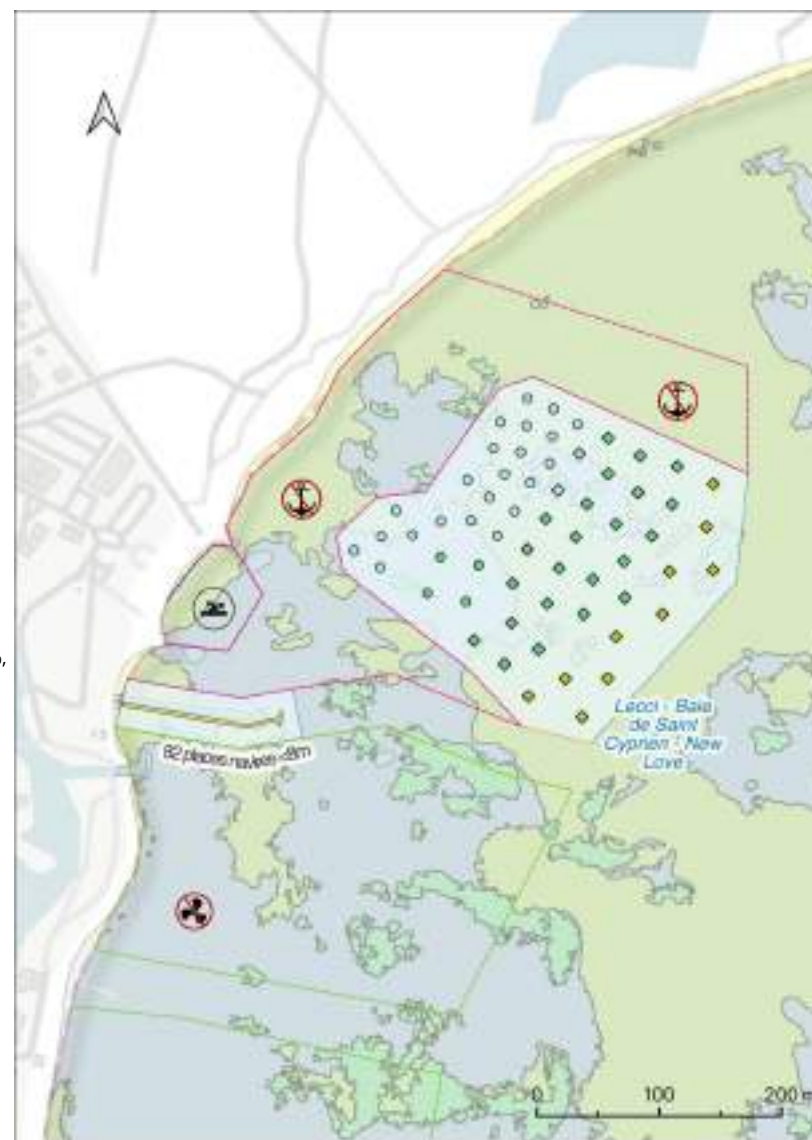 82 places navires <8m
Lecci - Baie
de Saint
Cyprien - New
Love
0 100 200 m